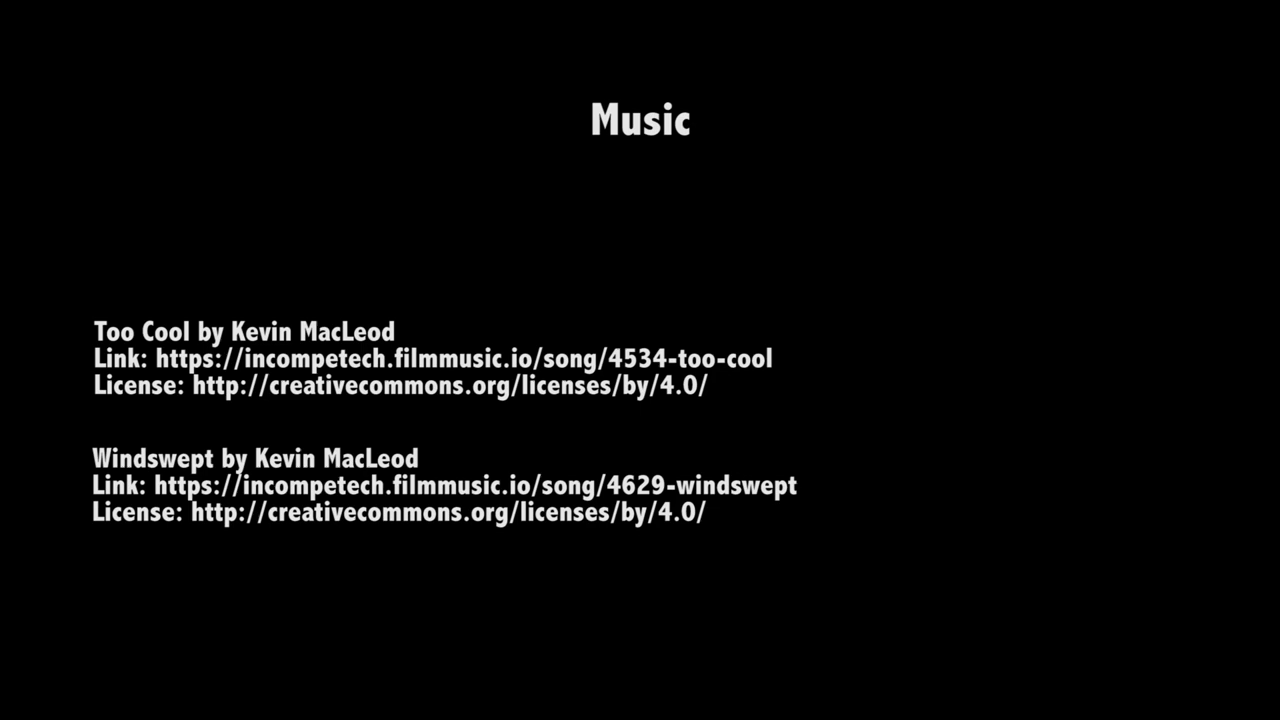 Music
Too Cool by Kevin MacLeod
Link: https://incompetech.filmmusic.io/song/4534-too-cool
License: http://creativecommons.org/licenses/by/4.0/
Windswept by Kevin MacLeod
Link: https://incompetech.filmmusic.io/song/4629-windswept
License: http://creativecommons.org/licenses/by/4.0/